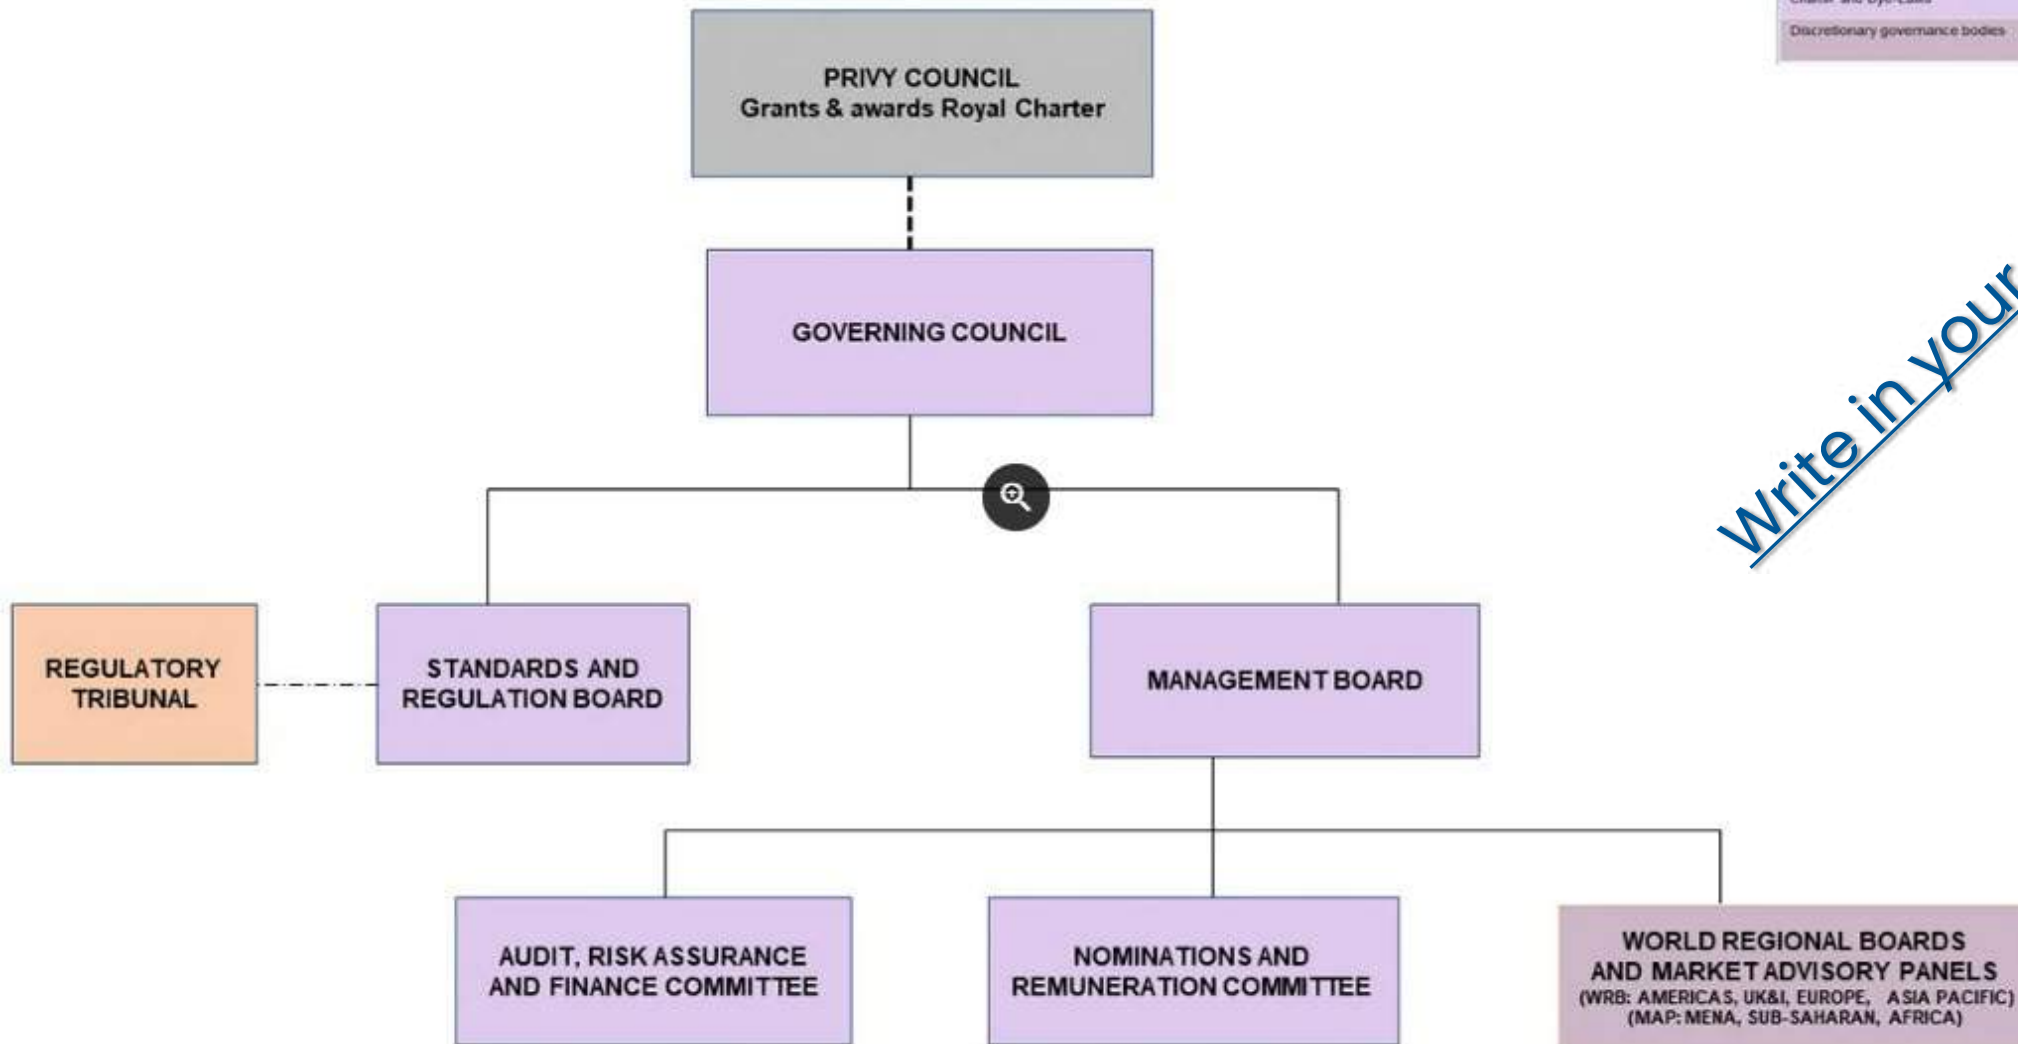 Discretionary governance bodies
PRIVY COUNCIL
Grants & awards Royal Charter
GOVERNING COUNCIL
Write in your
REGULATORY
TRIBUNAL
STANDARDS AND
REGULATION BOARD
MANAGEMENT BOARD
AUDIT, RISK ASSURANCE
AND FINANCE COMMITTEE
NOMINATIONS AND
REMUNERATION COMMITTEE
WORLD REGIONAL BOARDS
AND MARKET ADVISORY PANELS
(WRB: AMERICAS, UK&I, EUROPE, ASIA PACIFIC)
(MAP: MENA, SUB-SAHARAN, AFRICA)